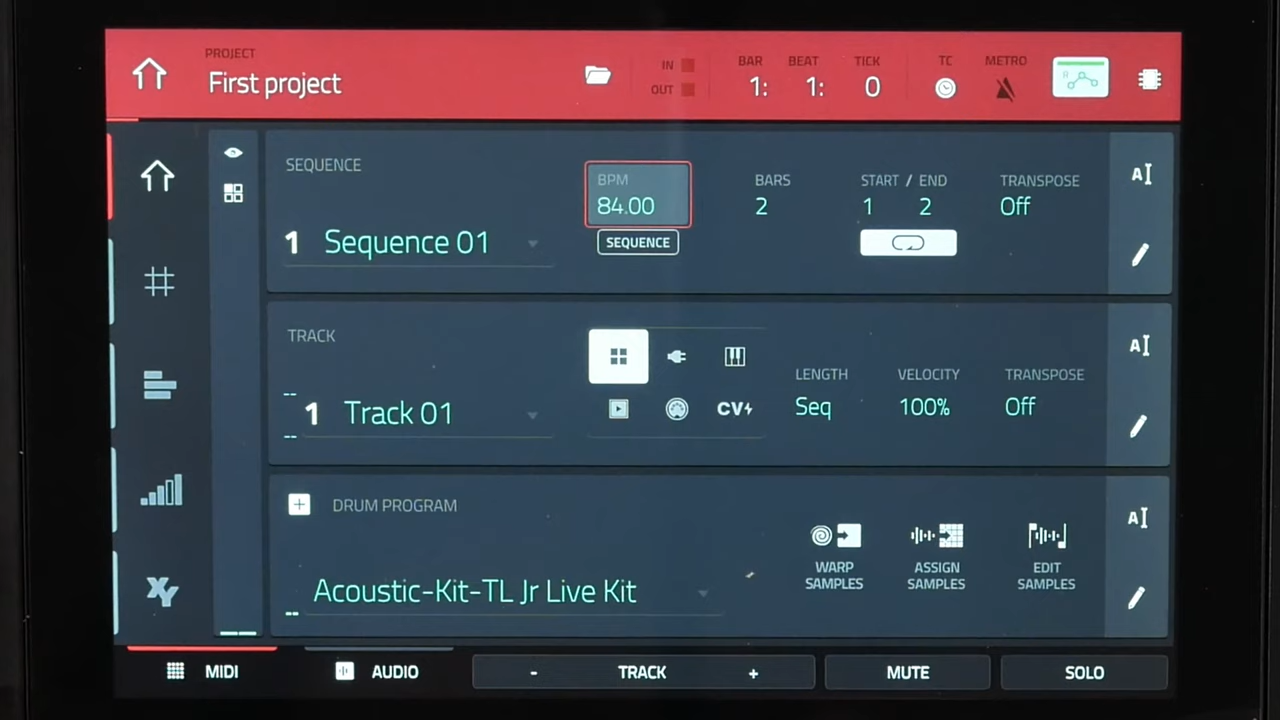 PROJECT
First project
IN
OUT
BAR BEAT TICK
1: 1: 0
TC
METRO
R
SEQUENCE
1 Sequence 01
BPM
84.00
SEQUENCE
BARS
2
START / END
1 2
TRANSPOSE
Off
A
TRACK
1 Track 01
CV
LENGTH
Seq
VELOCITY
100%
TRANSPOSE
Off
A
DRUM PROGRAM
Acoustic-Kit-TL Jr Live Kit
WARP
SAMPLES
ASSIGN
SAMPLES
EDIT
SAMPLES
A
XY
MIDI
AUDIO
- TRACK +
MUTE
SOLO